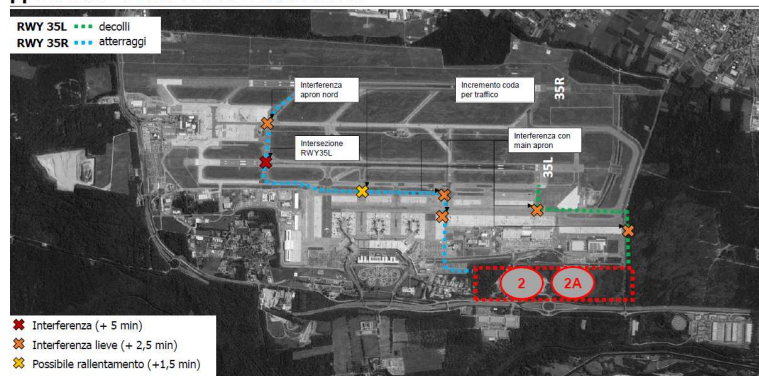 RWY 35L decolli
RWY 35R atterraggi
Interferenza
apron nord
Incremento coda
per traffico
35R
Intersezione
RWY35L
Interferenza con
main apron
35L
2
2A
Interferenza (+ 5 min)
Interferenza lieve (+ 2,5 min)
Possibile rallentamento (+1,5 min)